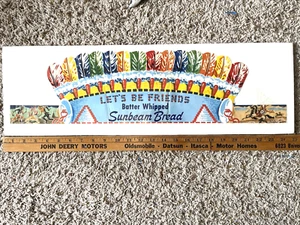 LET'S BE FRIENDS
Batter Whipped
Sunbeam Bread
JOHN DEERY MOTORS Oldsmobile - Datsun - Itasca - Motor Homes